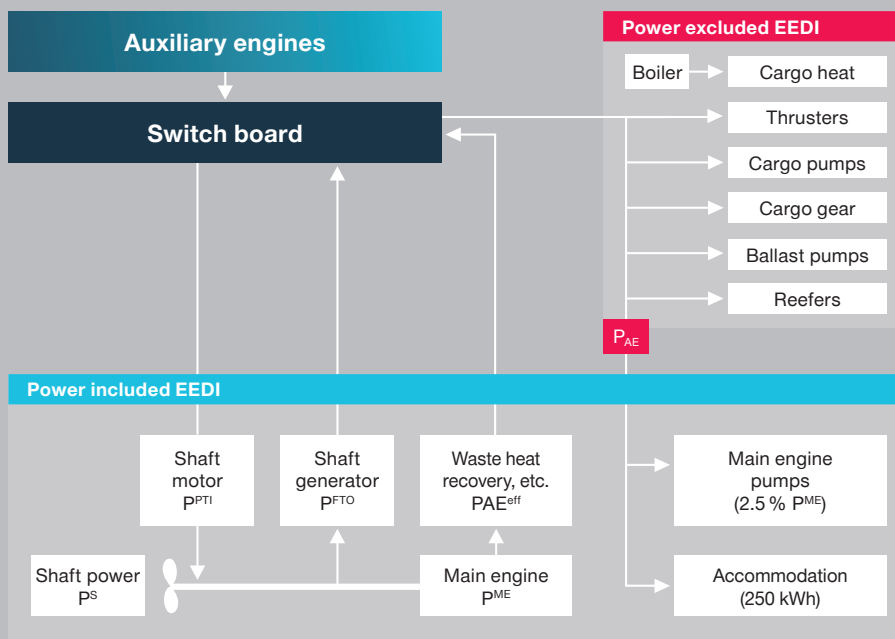 Auxiliary engines
Switch board
Power excluded EEDI
Boiler
Cargo heat
Thrusters
Cargo pumps
Cargo gear
Ballast pumps
Reefers
PAE
Power included EEDI
Shaft
motor
Pᴾᵀᴵ
Shaft
generator
Pᶠᵀᴼ
Waste heat
recovery, etc.
PAEᵉᶠᶠ
Main engine
pumps
(2.5 % Pᴹᴱ)
Shaft power
Pˢ
Main engine
Pᴹᴱ
Accommodation
(250 kWh)